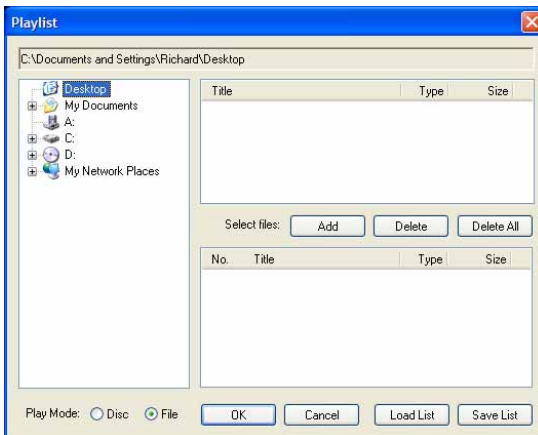 Playlist
C:\Documents and Settings\Richard\Desktop
Desktop
My Documents
A:
C:
D:
My Network Places
Title Type Size
Select files: Add Delete Delete All
No. Title Type Size
Play Mode: Disc File OK Cancel Load List Save List